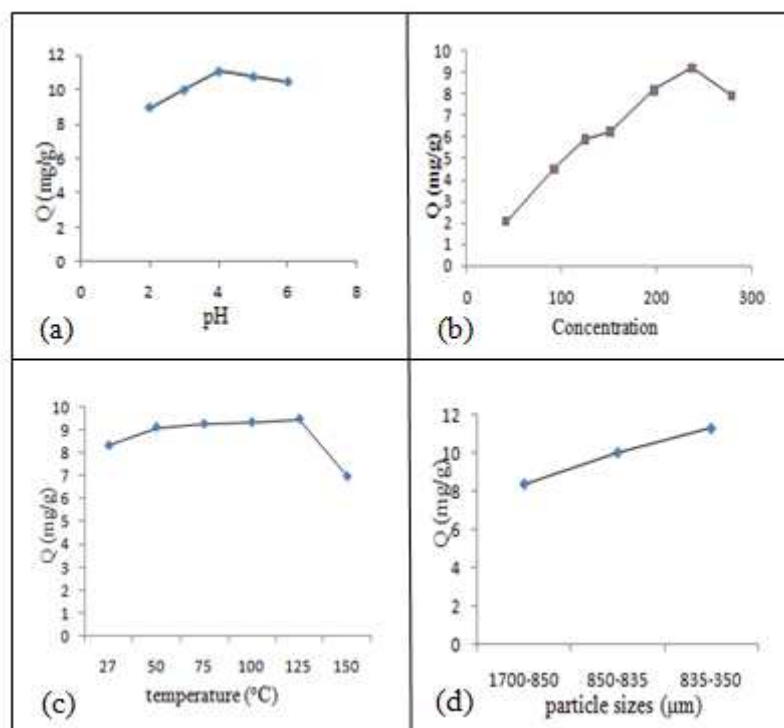 12
10
8
6
4
2
0
Q (mg/g)
0 2 4 6 8
pH
(a)
10
9
8
7
6
5
4
3
2
1
0
Q (mg/g)
0 100 200 300
Concentration
(b)
10
9
8
7
6
5
4
3
2
1
0
Q (mg/g)
27 50 75 100 125 150
temperature (°C)
(c)
12
10
8
6
4
2
0
Q (mg/g)
1700-850 850-835 835-350
particle sizes (µm)
(d)